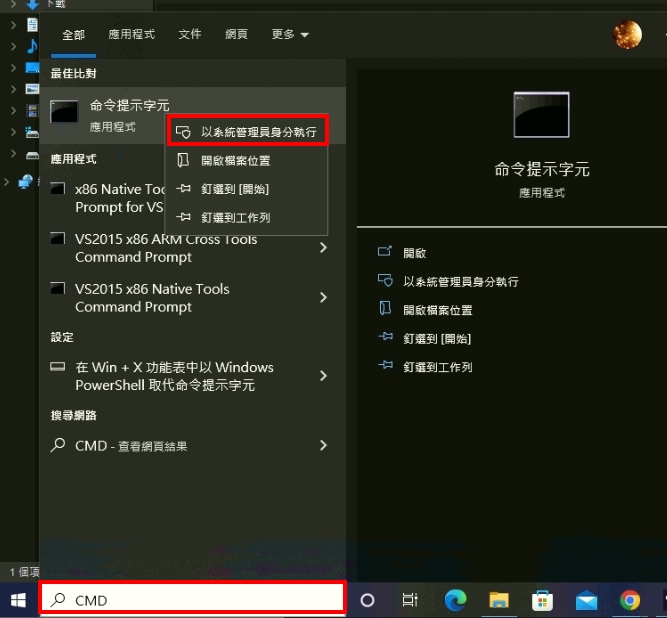 下載
全部 應用程式 文件 網頁 更多
最佳比對
命令提示字元
應用程式
以系統管理員身分執行
開啟檔案位置
釘選到 [開始]
釘選到工作列
應用程式
x86 Native Too
Prompt for VS
VS2015 x86 ARM Cross Tools
Command Prompt
VS2015 x86 Native Tools
Command Prompt
設定
在 Win + X 功能表中以 Windows
PowerShell 取代命令提示字元
搜尋網路
CMD - 查看網頁結果
命令提示字元
應用程式
開啟
以系統管理員身分執行
開啟檔案位置
釘選到 [開始]
釘選到工作列
1 個項
CMD